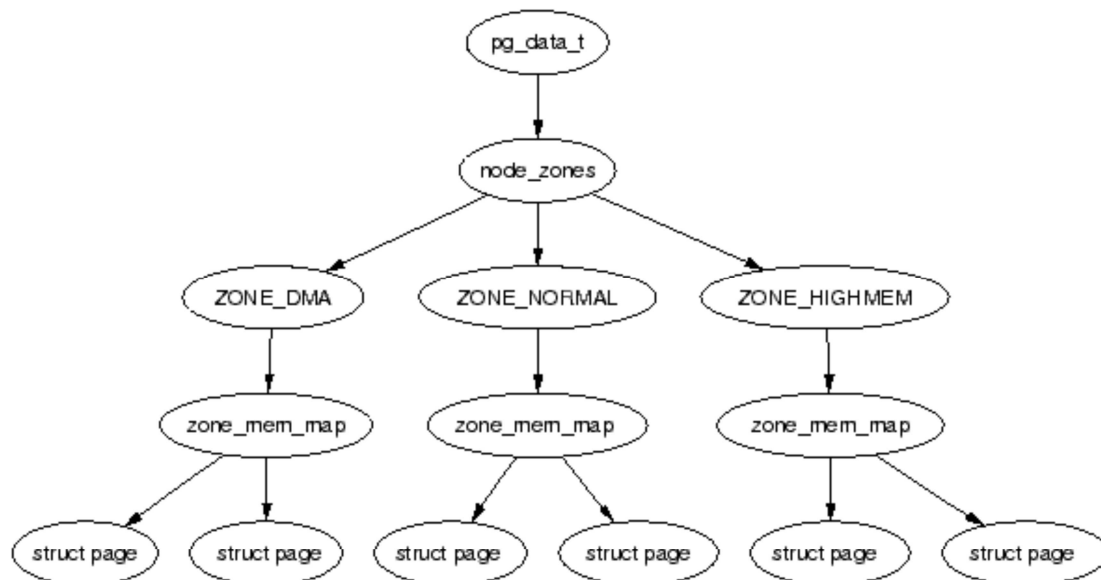 pg_data_t
node_zones
ZONE_DMA
ZONE_NORMAL
ZONE_HIGHMEM
zone_mem_map
zone_mem_map
zone_mem_map
struct page
struct page
struct page
struct page
struct page
struct page